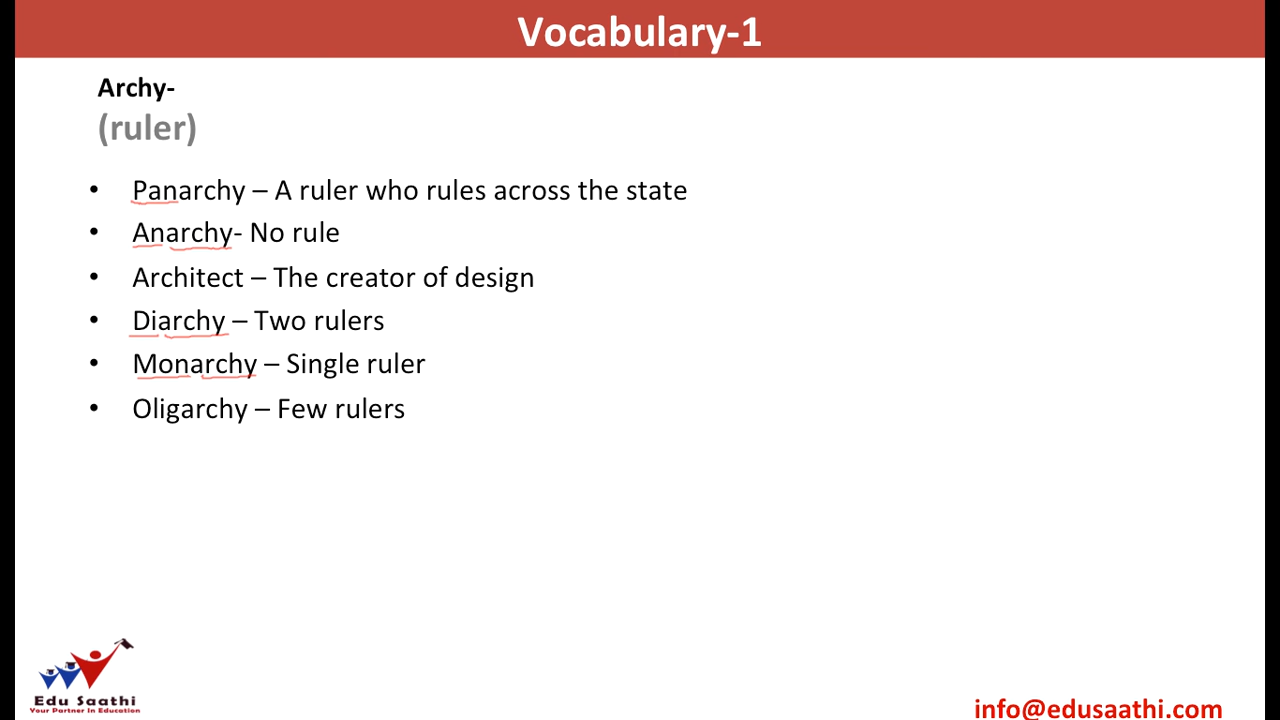 Vocabulary-1
Archy-
(ruler)
• Panarchy – A ruler who rules across the state
• Anarchy- No rule
• Architect – The creator of design
• Diarchy – Two rulers
• Monarchy – Single ruler
• Oligarchy – Few rulers
Edu Saathi
Your Partner In Education
info@edusaathi.com